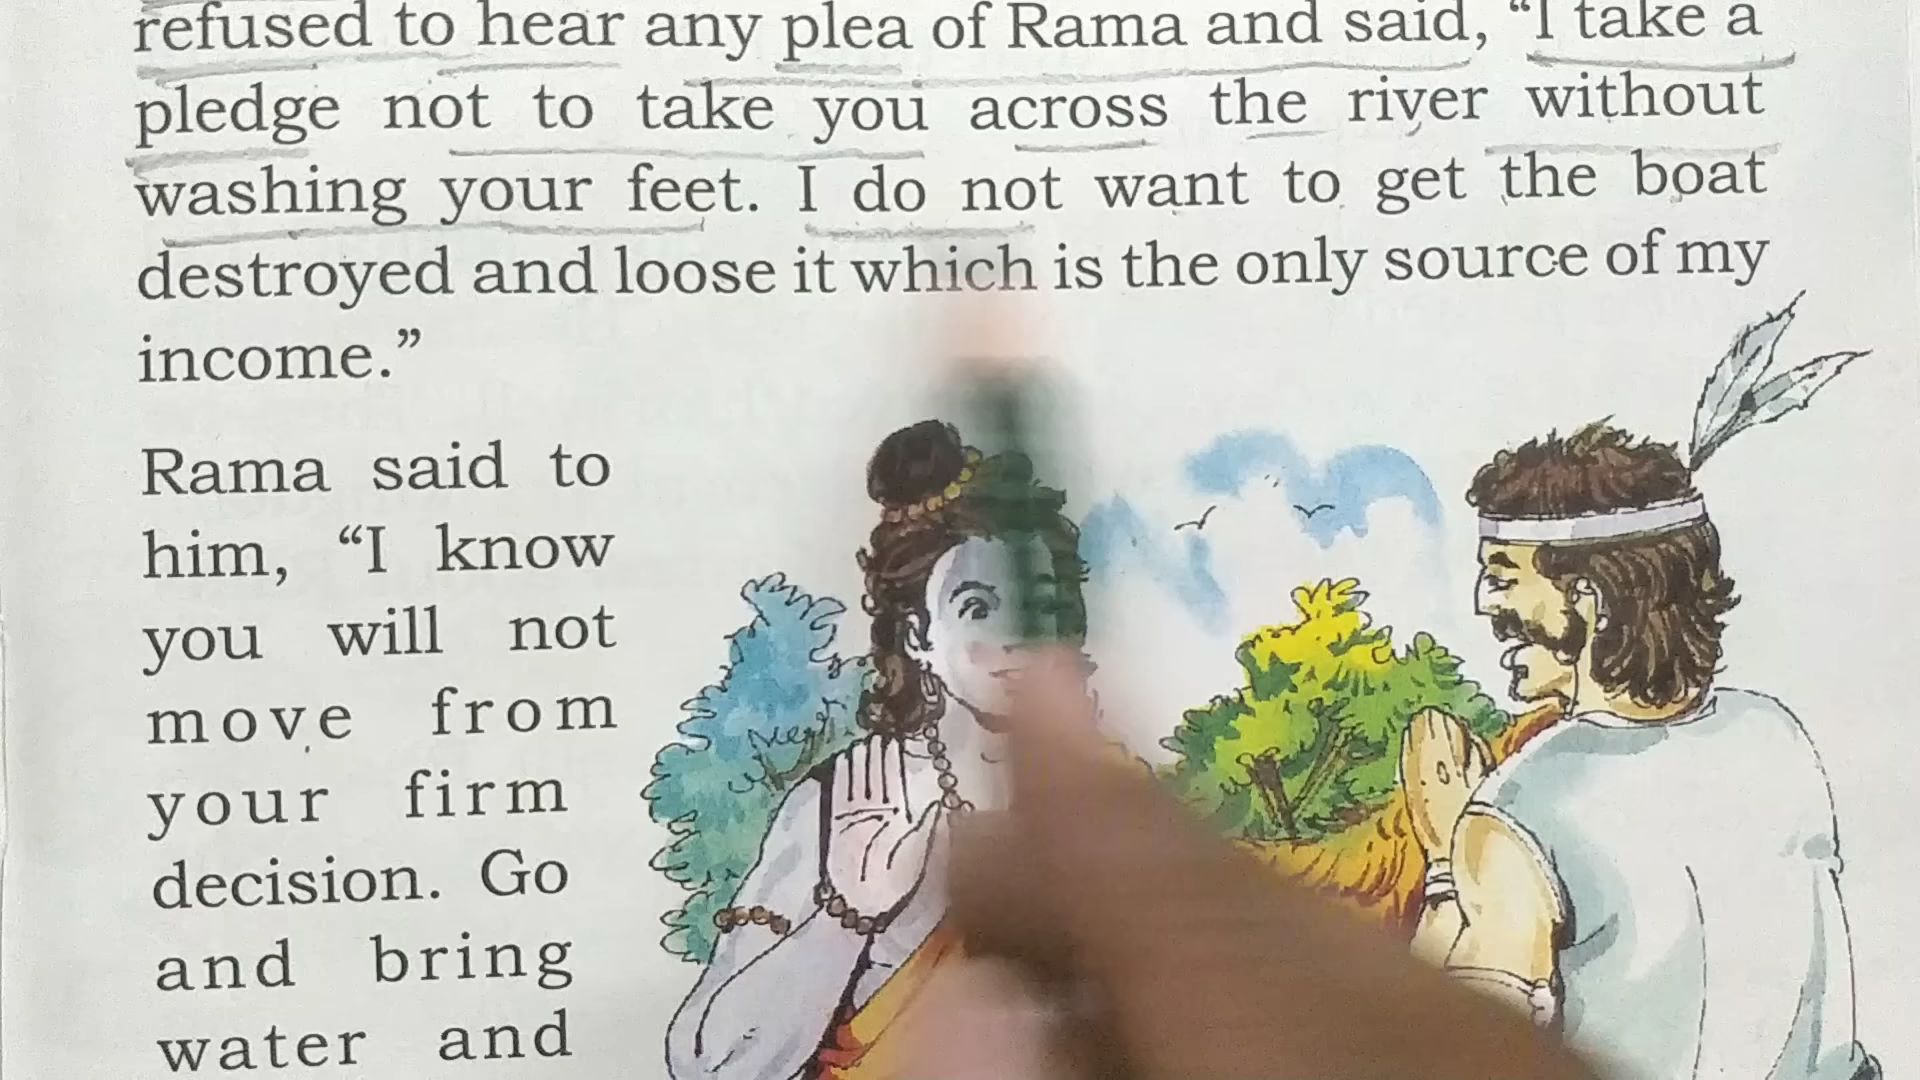 refused to hear any plea of Rama and said, “I take a
pledge not to take you across the river without
washing your feet. I do not want to get the boat
destroyed and loose it which is the only source of my
income.”
Rama said to
him, “I know
you will not
move from
your firm
decision. Go
and bring
water and